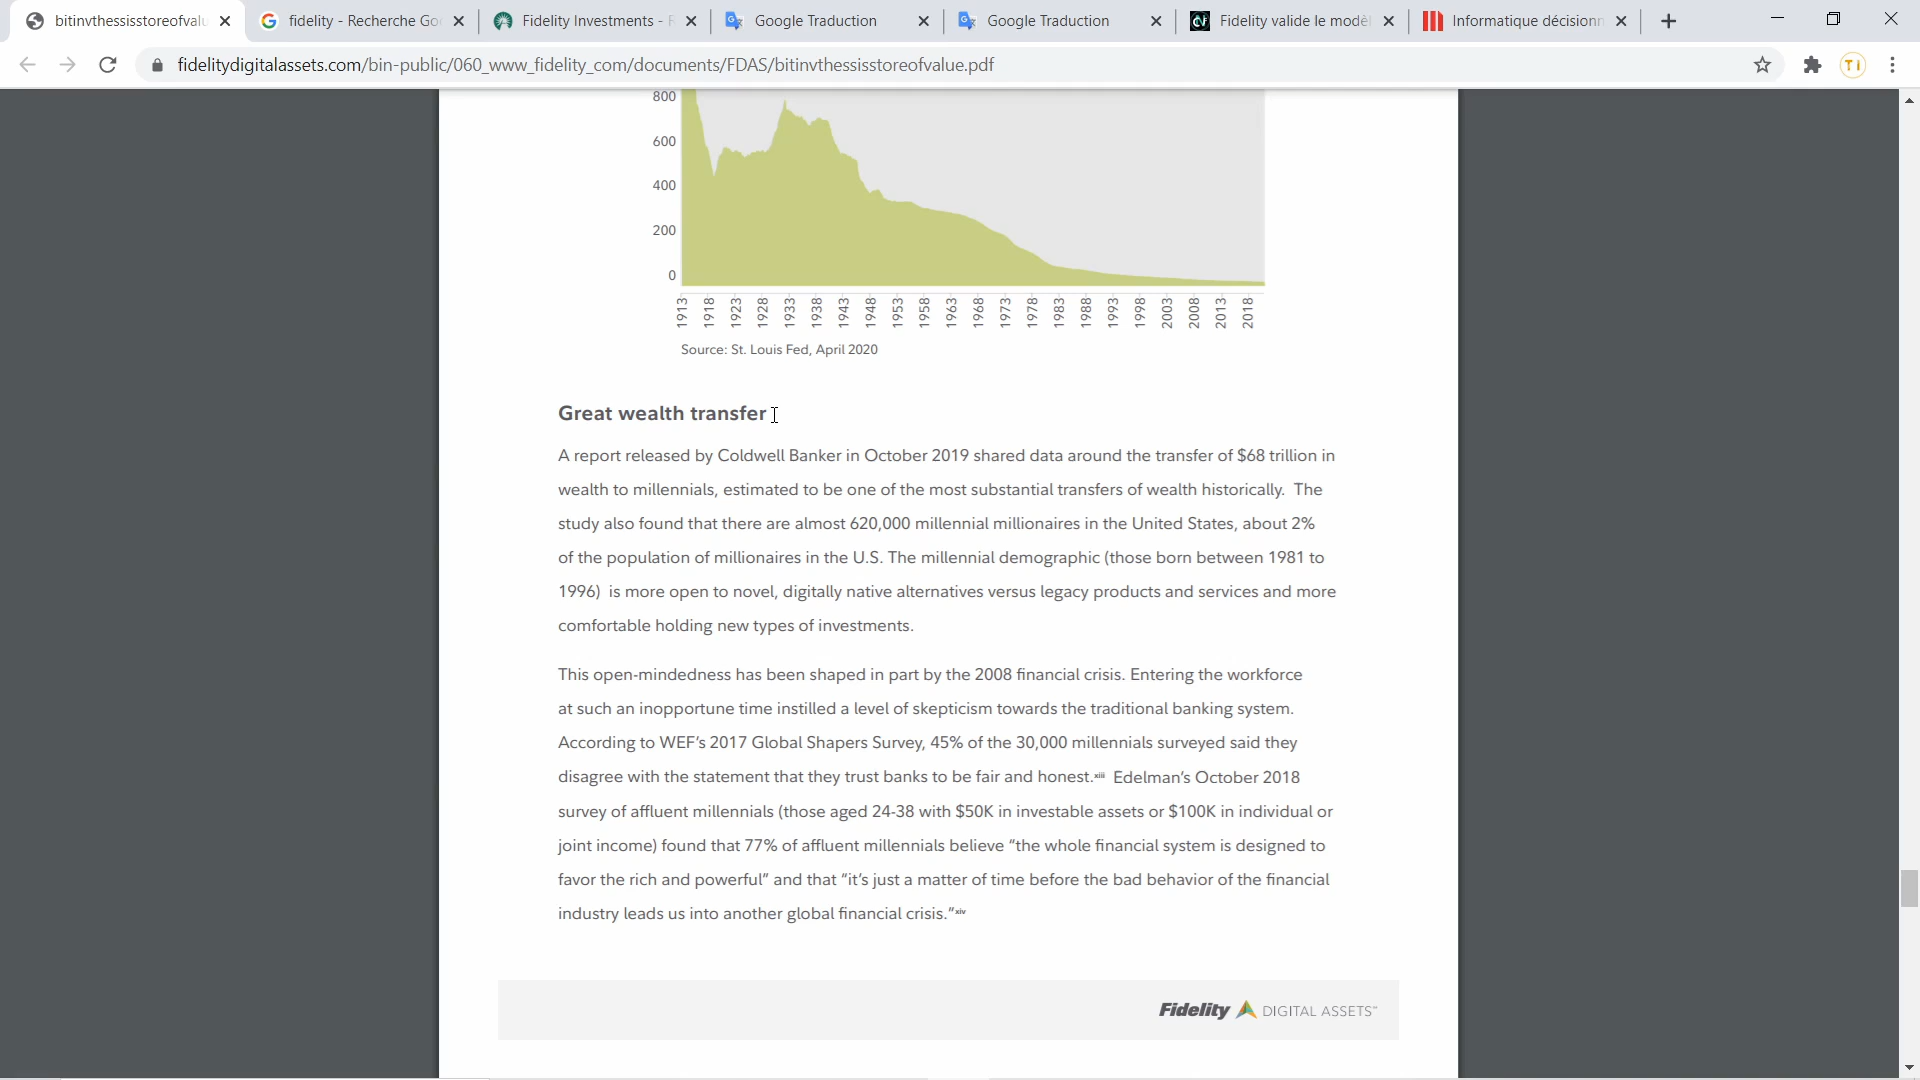 bitinvthessisstoreofvalu
fidelity - Recherche Go
Fidelity Investments - R
Google Traduction
Google Traduction
Fidelity valide le modèl
Informatique décisionn
fidelitydigitalassets.com/bin-public/060_www_fidelity_com/documents/FDAS/bitinvthessisstoreofvalue.pdf
T I
800
600
400
200
0
1913 1918 1923 1928 1933 1938 1943 1948 1953 1958 1963 1968 1973 1978 1983 1988 1993 1998 2003 2008 2013 2018
Source: St. Louis Fed, April 2020
Great wealth transfer
A report released by Coldwell Banker in October 2019 shared data around the transfer of $68 trillion in
wealth to millennials, estimated to be one of the most substantial transfers of wealth historically. The
study also found that there are almost 620,000 millennial millionaires in the United States, about 2%
of the population of millionaires in the U.S. The millennial demographic (those born between 1981 to
1996) is more open to novel, digitally native alternatives versus legacy products and services and more
comfortable holding new types of investments.
This open-mindedness has been shaped in part by the 2008 financial crisis. Entering the workforce
at such an inopportune time instilled a level of skepticism towards the traditional banking system.
According to WEF's 2017 Global Shapers Survey, 45% of the 30,000 millennials surveyed said they
disagree with the statement that they trust banks to be fair and honest.xiii Edelman's October 2018
survey of affluent millennials (those aged 24-38 with $50K in investable assets or $100K in individual or
joint income) found that 77% of affluent millennials believe “the whole financial system is designed to
favor the rich and powerful” and that “it's just a matter of time before the bad behavior of the financial
industry leads us into another global financial crisis.”xiv
Fidelity DIGITAL ASSETS℠